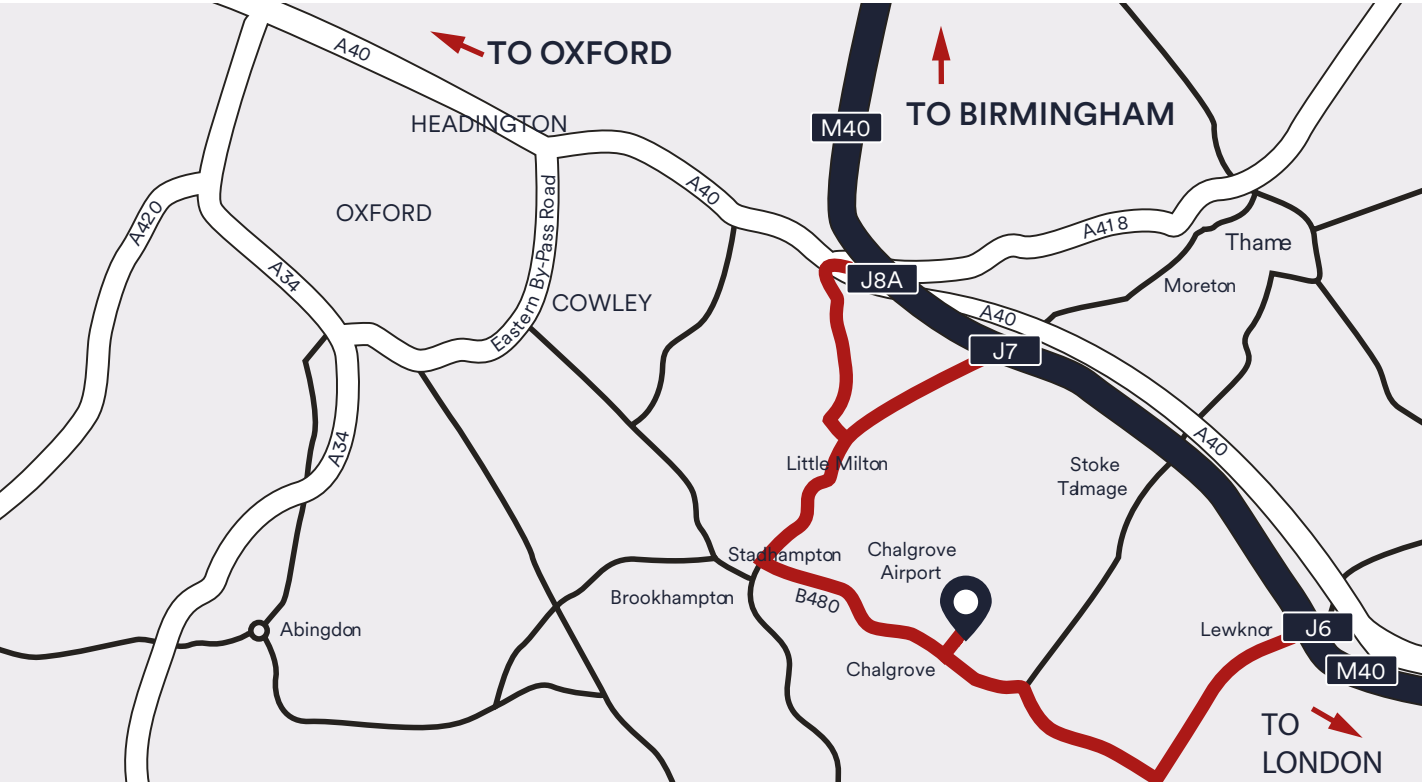 A40
TO OXFORD
TO BIRMINGHAM
HEADINGTON
M40
A40
A420
OXFORD
Eastern By-Pass Road
A418
Thame
A34
COWLEY
J8A
Moreton
A40
J7
A34
A40
Little Milton
Stoke
Talmage
Stadhampton
Chalgrove
Airport
Brookhampton
B480
Abingdon
Lewknor
J6
Chalgrove
M40
TO
LONDON